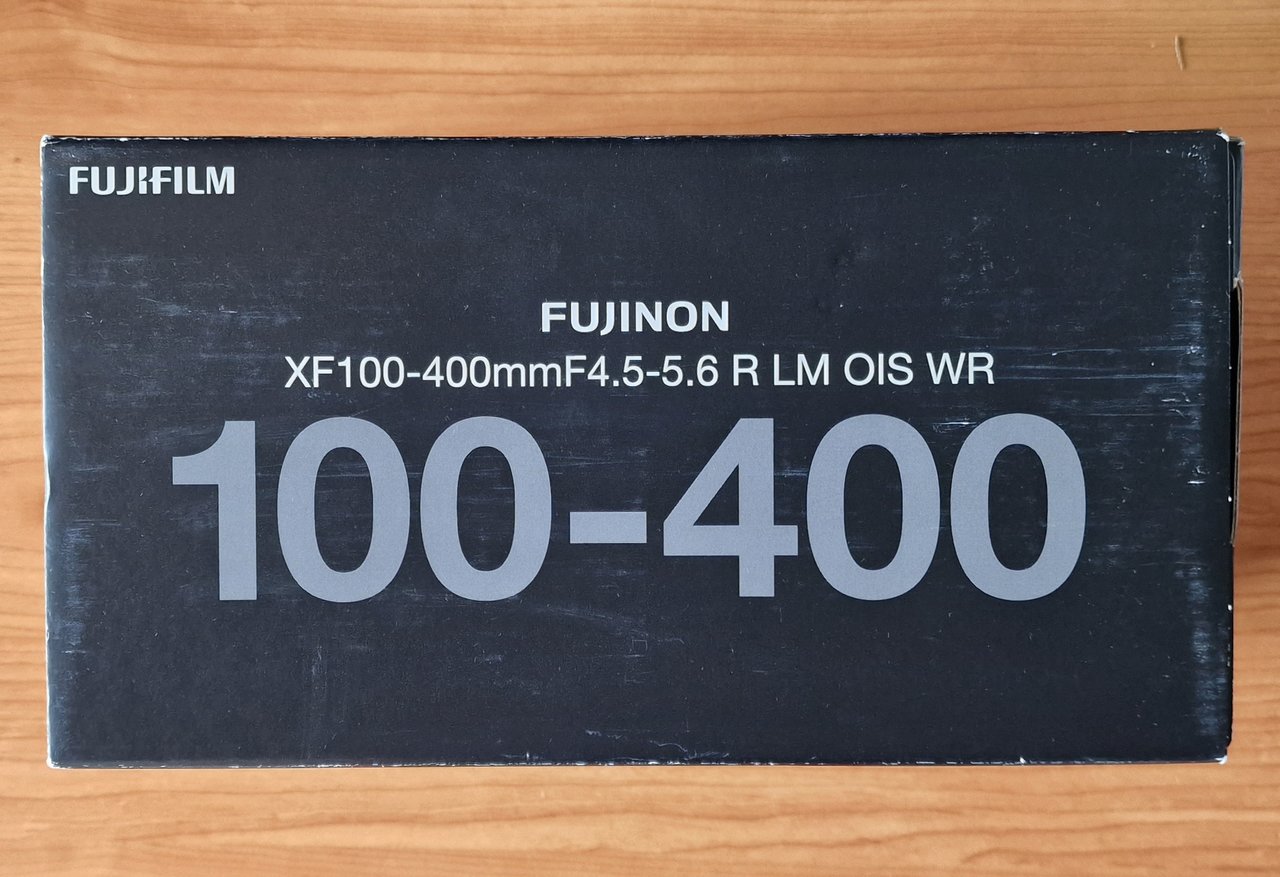 FUJIFILM
FUJINON
XF100-400mmF4.5-5.6 R LM OIS WR
100-400